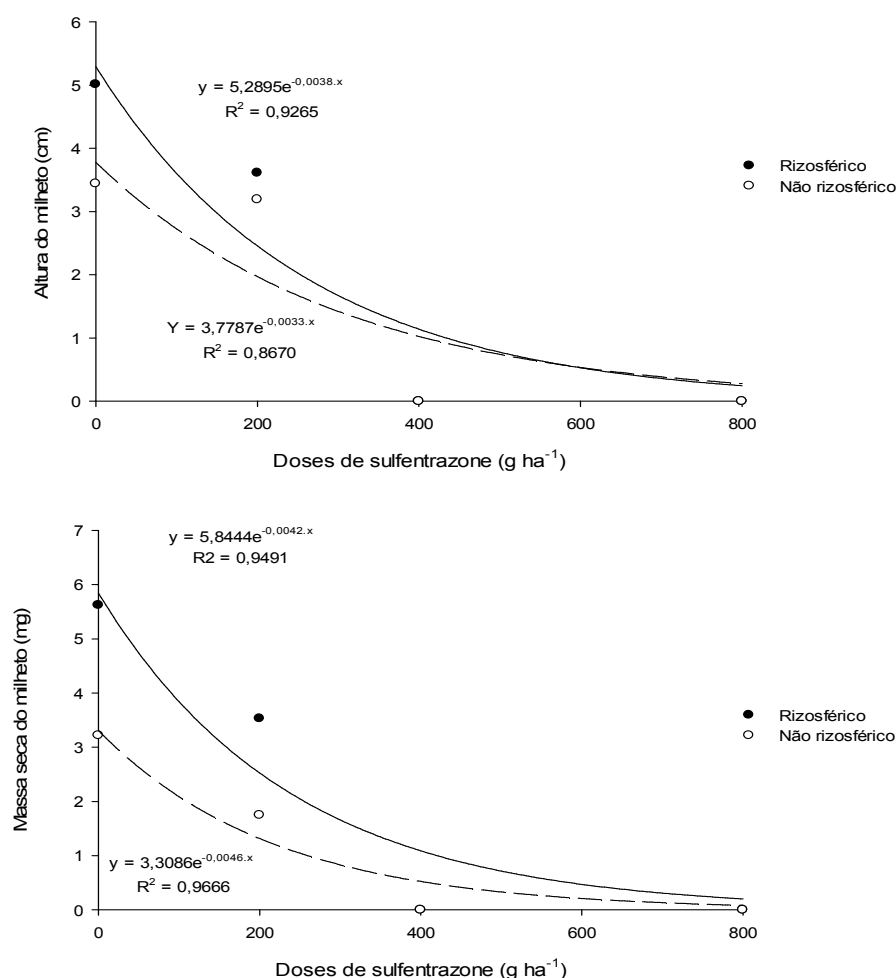 6
y = 5,2895e^-0,0038.x
R² = 0,9265
5
4
3
2
1
0
Altura do milheto (cm)
Rizosférico
Não rizosférico
Y = 3,7787e^-0,0033.x
R² = 0,8670
0 200 400 600 800
Doses de sulfentrazone (g ha⁻¹)
7
y = 5,8444e^-0,0042.x
R2 = 0,9491
6
5
4
3
2
1
0
Massa seca do milheto (mg)
Rizosférico
Não rizosférico
y = 3,3086e^-0,0046.x
R² = 0,9666
0 200 400 600 800
Doses de sulfentrazone (g ha⁻¹)